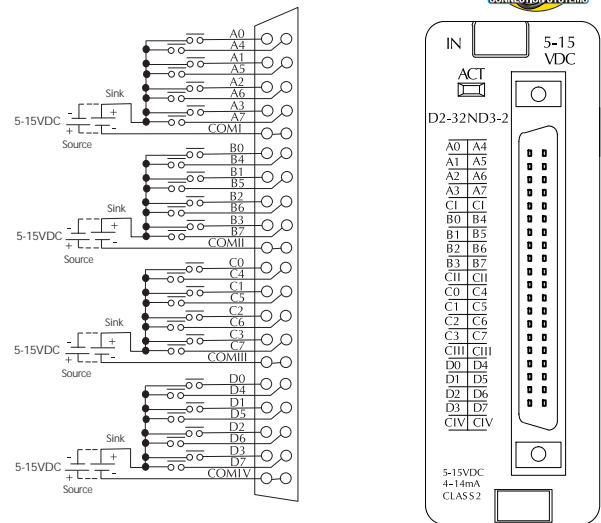 CONNECTION SYSTEMS
A0
A4
A1
A5
A2
A6
A3
A7
COMI
Sink
- +
5-15VDC
+ -
Source
B0
B4
B1
B5
B2
B6
B3
B7
COMII
Sink
- +
5-15VDC
+ -
Source
C0
C4
C1
C5
C2
C6
C3
C7
COMIII
Sink
- +
5-15VDC
+ -
Source
D0
D4
D1
D5
D2
D6
D3
D7
COMIV
Sink
- +
5-15VDC
+ -
Source
IN 5-15
VDC
ACT
D2-32ND3-2
A0 A4
A1 A5
A2 A6
A3 A7
CI CI
B0 B4
B1 B5
B2 B6
B3 B7
CII CII
C0 C4
C1 C5
C2 C6
C3 C7
CIII CIII
D0 D4
D1 D5
D2 D6
D3 D7
CIV CIV
5-15VDC
4-14mA
CLASS2